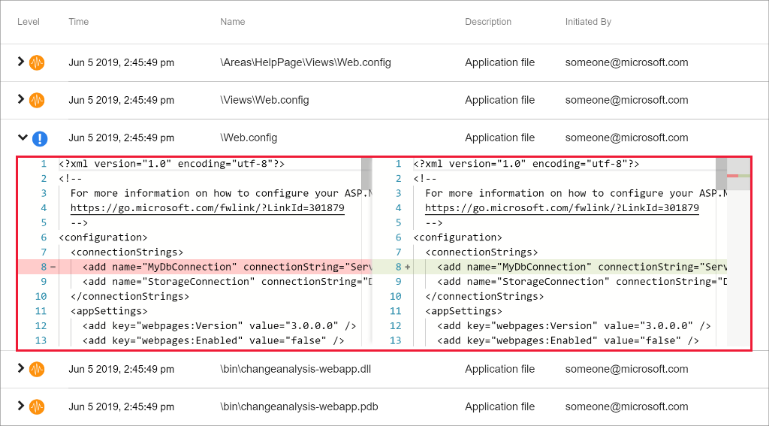 Level Time Name Description Initiated By
Jun 5 2019, 2:45:49 pm \Areas\HelpPage\Views\Web.config Application file someone@microsoft.com
Jun 5 2019, 2:45:49 pm \Views\Web.config Application file someone@microsoft.com
Jun 5 2019, 2:45:49 pm \Web.config Application file someone@microsoft.com
1 <?xml version="1.0" encoding="utf-8"?> 1 <?xml version="1.0" encoding="utf-8"?>
2 <!-- 2 <!--
3 For more information on how to configure your ASP.N 3 For more information on how to configure your ASP.N
4 https://go.microsoft.com/fwlink/?LinkId=301879 4 https://go.microsoft.com/fwlink/?LinkId=301879
5 --> 5 -->
6 <configuration> 6 <configuration>
7 <connectionStrings> 7 <connectionStrings>
8 - <add name="MyDbConnection" connectionString="Serv 8 + <add name="MyDbConnection" connectionString="Serv
9 <add name="StorageConnection" connectionString="D 9 <add name="StorageConnection" connectionString="D
10 </connectionStrings> 10 </connectionStrings>
11 <appSettings> 11 <appSettings>
12 <add key="webpages:Version" value="3.0.0.0" /> 12 <add key="webpages:Version" value="3.0.0.0" />
13 <add key="webpages:Enabled" value="false" /> 13 <add key="webpages:Enabled" value="false" />
Jun 5 2019, 2:45:49 pm \bin\changeanalysis-webapp.dll Application file someone@microsoft.com
Jun 5 2019, 2:45:49 pm \bin\changeanalysis-webapp.pdb Application file someone@microsoft.com